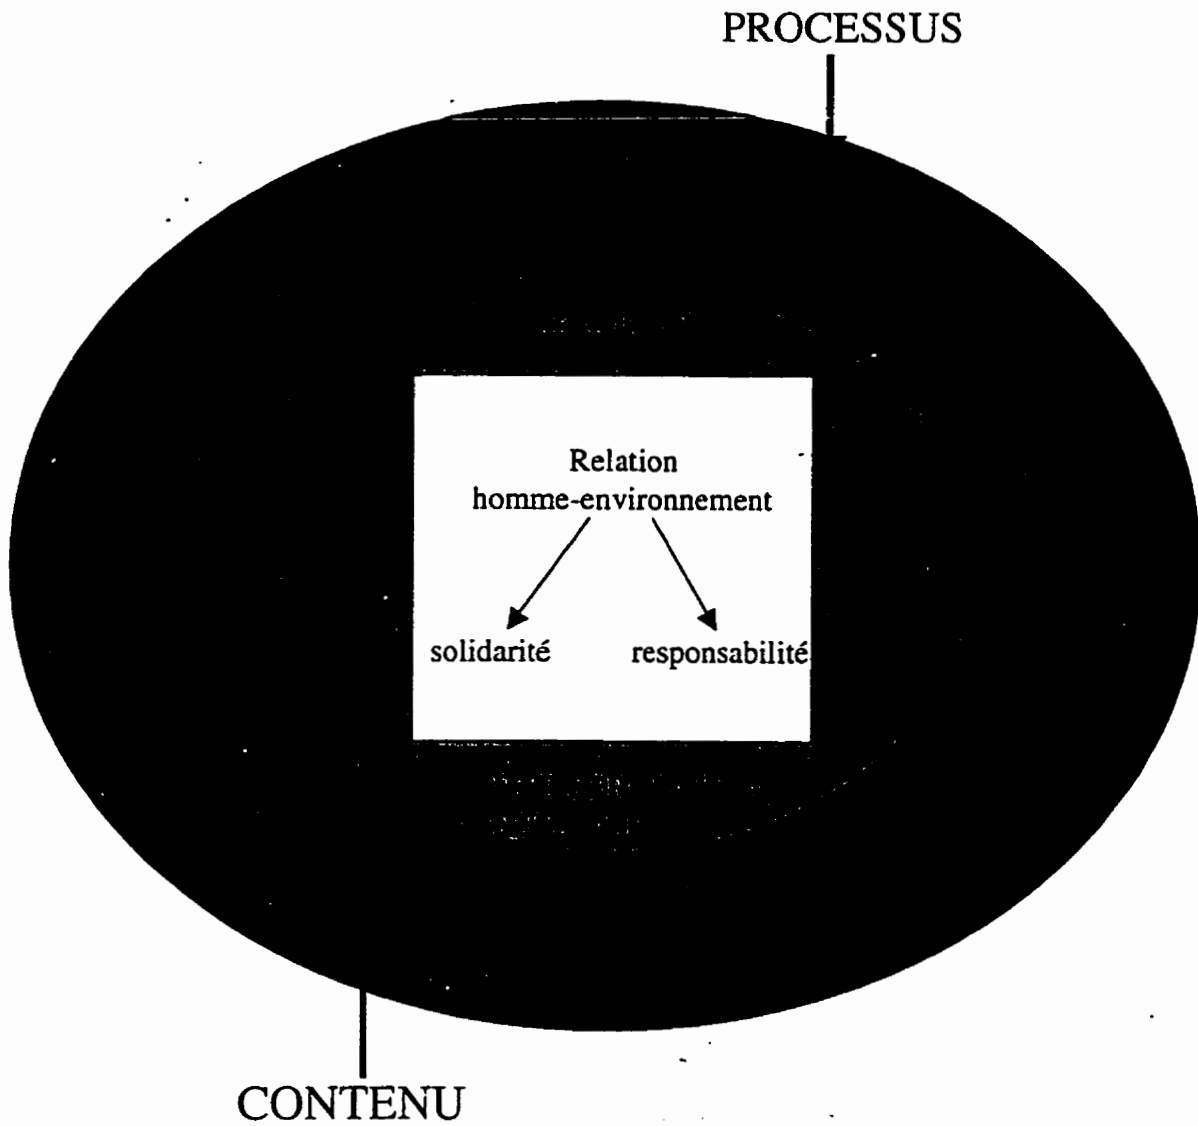 PROCESSUS
Relation
homme-environnement
solidarité
responsabilité
CONTENU